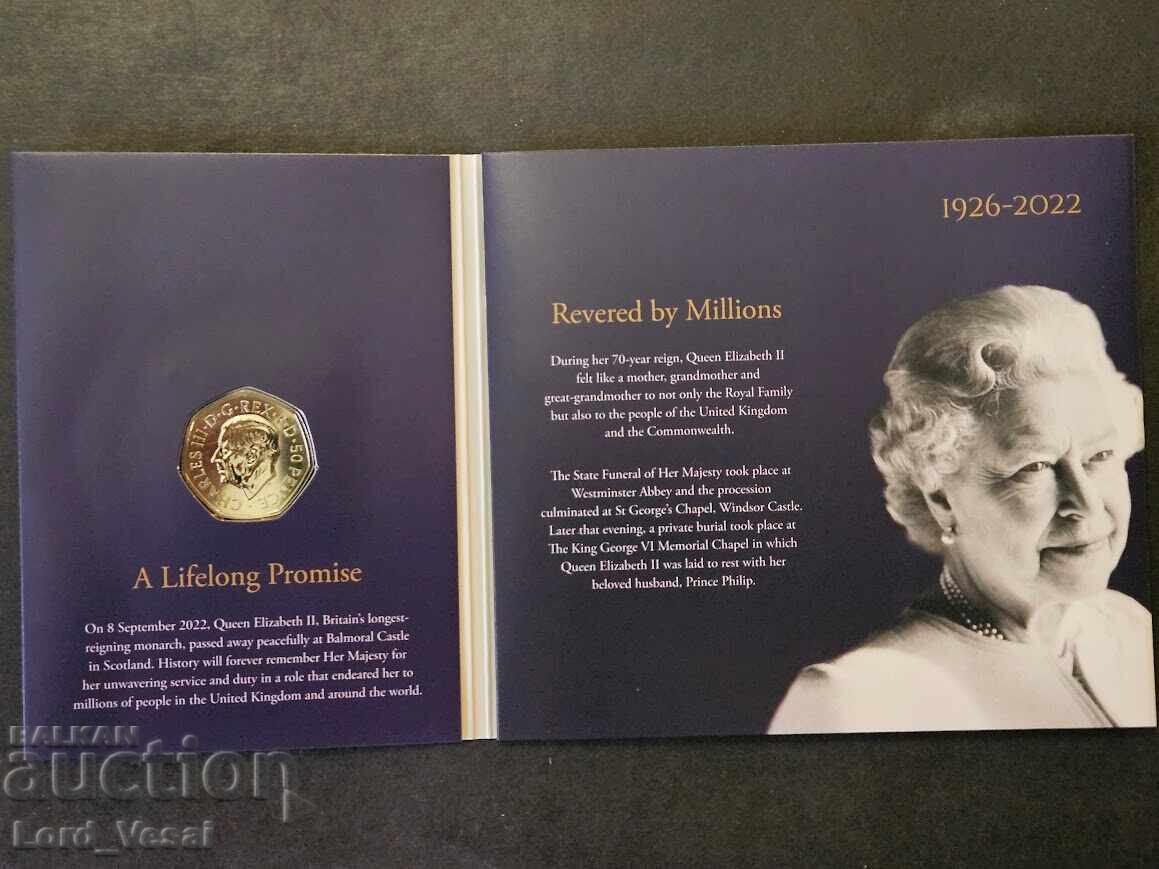 CHARLES III·D·G·REX·F·D·50 PENCE·
A Lifelong Promise
On 8 September 2022, Queen Elizabeth II, Britain's longest-
reigning monarch, passed away peacefully at Balmoral Castle
in Scotland. History will forever remember Her Majesty for
her unwavering service and duty in a role that endeared her to
millions of people in the United Kingdom and around the world.
1926-2022
Revered by Millions
During her 70-year reign, Queen Elizabeth II
felt like a mother, grandmother and
great-grandmother to not only the Royal Family
but also to the people of the United Kingdom
and the Commonwealth.
The State Funeral of Her Majesty took place at
Westminster Abbey and the procession
culminated at St George's Chapel, Windsor Castle.
Later that evening, a private burial took place at
The King George VI Memorial Chapel in which
Queen Elizabeth II was laid to rest with her
beloved husband, Prince Philip.
BALKAN
auction
Lord_Vesai